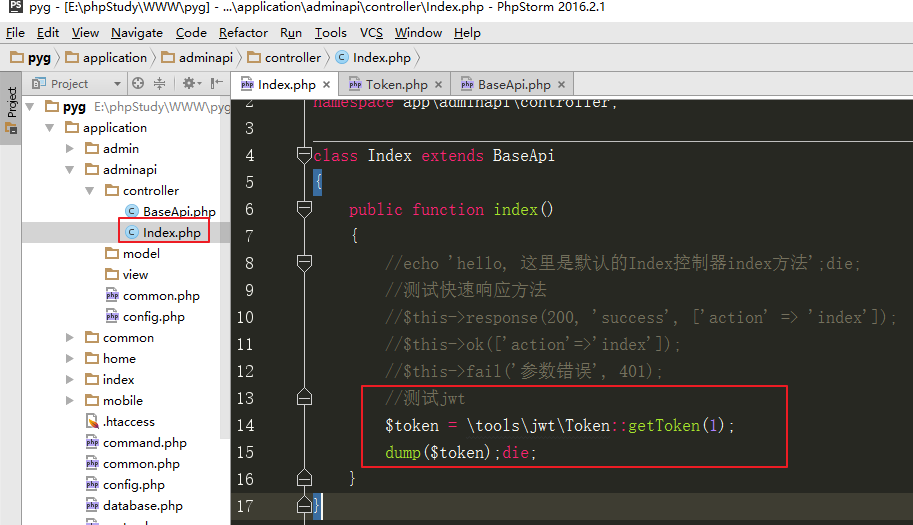 pyg - [E:\phpStudy\WWW\pyg] - ...\application\adminapi\controller\Index.php - PhpStorm 2016.2.1
File Edit View Navigate Code Refactor Run Tools VCS Window Help
pyg application adminapi controller Index.php
Project
Project
Index.php × Token.php × BaseApi.php ×
pyg E:\phpStudy\WWW\pyg
application
admin
adminapi
controller
BaseApi.php
Index.php
model
view
common.php
config.php
common
home
index
mobile
.htaccess
command.php
common.php
config.php
database.php
2 namespace app\adminapi\controller;
3
4 class Index extends BaseApi
5 {
6 public function index()
7 {
8 //echo 'hello, 这里是默认的Index控制器index方法';die;
9 //测试快速响应方法
10 //$this->response(200, 'success', ['action' => 'index']);
11 //$this->ok(['action'=>'index']);
12 //$this->fail('参数错误', 401);
13 //测试jwt
14 $token = \tools\jwt\Token::getToken(1);
15 dump($token);die;
16 }
17 }